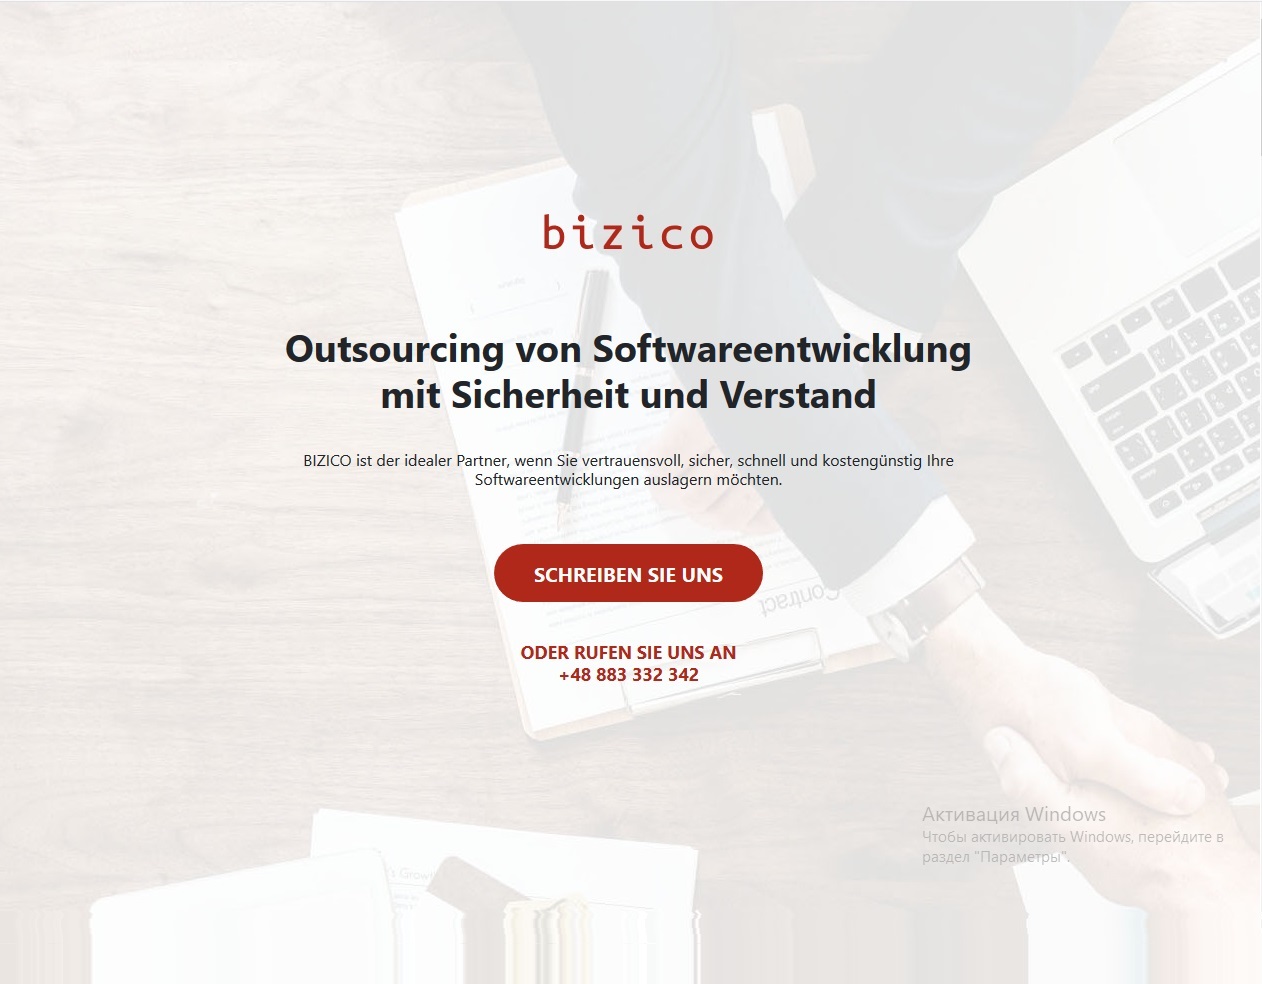 bizico
Outsourcing von Softwareentwicklung
mit Sicherheit und Verstand
BIZICO ist der idealer Partner, wenn Sie vertrauensvoll, sicher, schnell und kostengünstig Ihre
Softwareentwicklungen auslagern möchten.
SCHREIBEN SIE UNS
Contract
ODER RUFEN SIE UNS AN
+48 883 332 342
Активация Windows
Чтобы активировать Windows, перейдите в
раздел "Параметры".